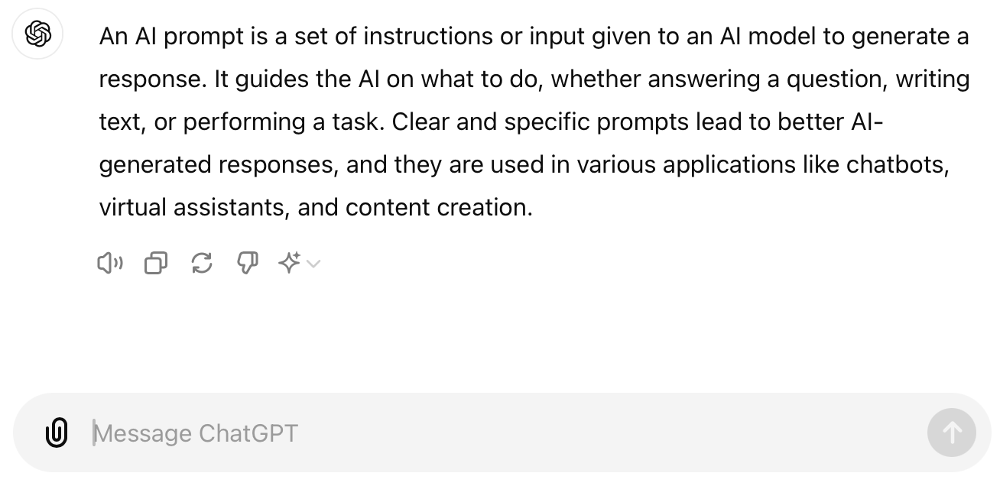 An AI prompt is a set of instructions or input given to an AI model to generate a
response. It guides the AI on what to do, whether answering a question, writing
text, or performing a task. Clear and specific prompts lead to better AI-
generated responses, and they are used in various applications like chatbots,
virtual assistants, and content creation.
Message ChatGPT